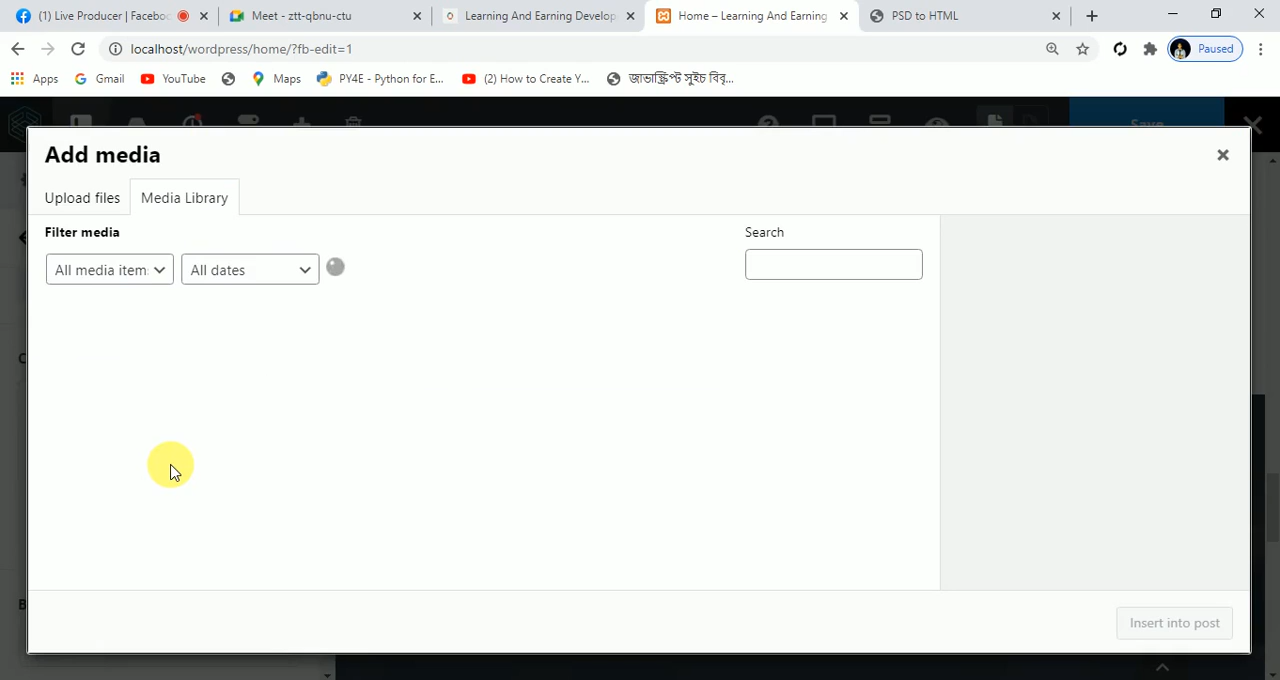 (1) Live Producer | Faceboo
Meet - ztt-qbnu-ctu
Learning And Earning Develop
Home – Learning And Earning
PSD to HTML
localhost/wordpress/home/?fb-edit=1
Paused
Apps
Gmail
YouTube
Maps
PY4E - Python for E...
(2) How to Create Y...
জাভাস্ক্রিপ্ট সুইচ বিবৃ...
Save
Add media
Upload files
Media Library
Filter media
Search
All media item
All dates
Insert into post